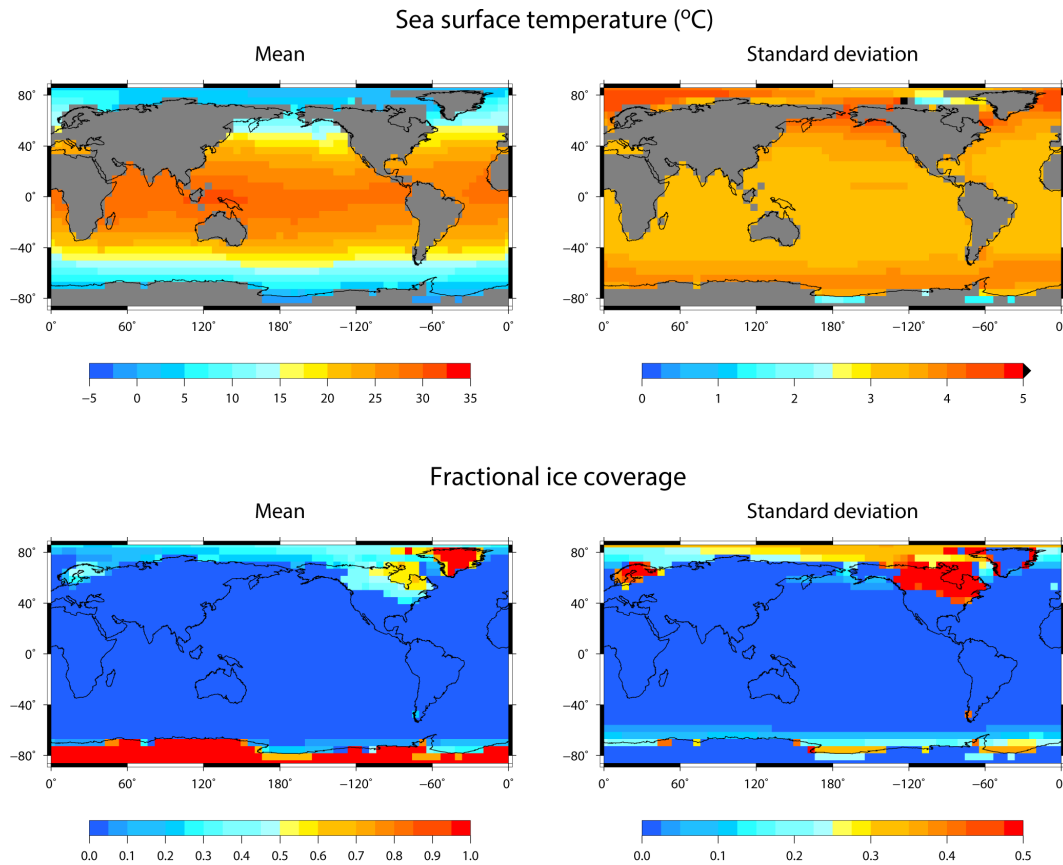 Sea surface temperature (ºC)
Mean
Standard deviation
80˚
40˚
0˚
−40˚
−80˚
0˚ 60˚ 120˚ 180˚ −120˚ −60˚ 0˚
80˚
40˚
0˚
−40˚
−80˚
0˚ 60˚ 120˚ 180˚ −120˚ −60˚ 0˚
−5 0 5 10 15 20 25 30 35
0 1 2 3 4 5
Fractional ice coverage
Mean
Standard deviation
80˚
40˚
0˚
−40˚
−80˚
0˚ 60˚ 120˚ 180˚ −120˚ −60˚ 0˚
80˚
40˚
0˚
−40˚
−80˚
0˚ 60˚ 120˚ 180˚ −120˚ −60˚ 0˚
0.0 0.1 0.2 0.3 0.4 0.5 0.6 0.7 0.8 0.9 1.0
0.0 0.1 0.2 0.3 0.4 0.5